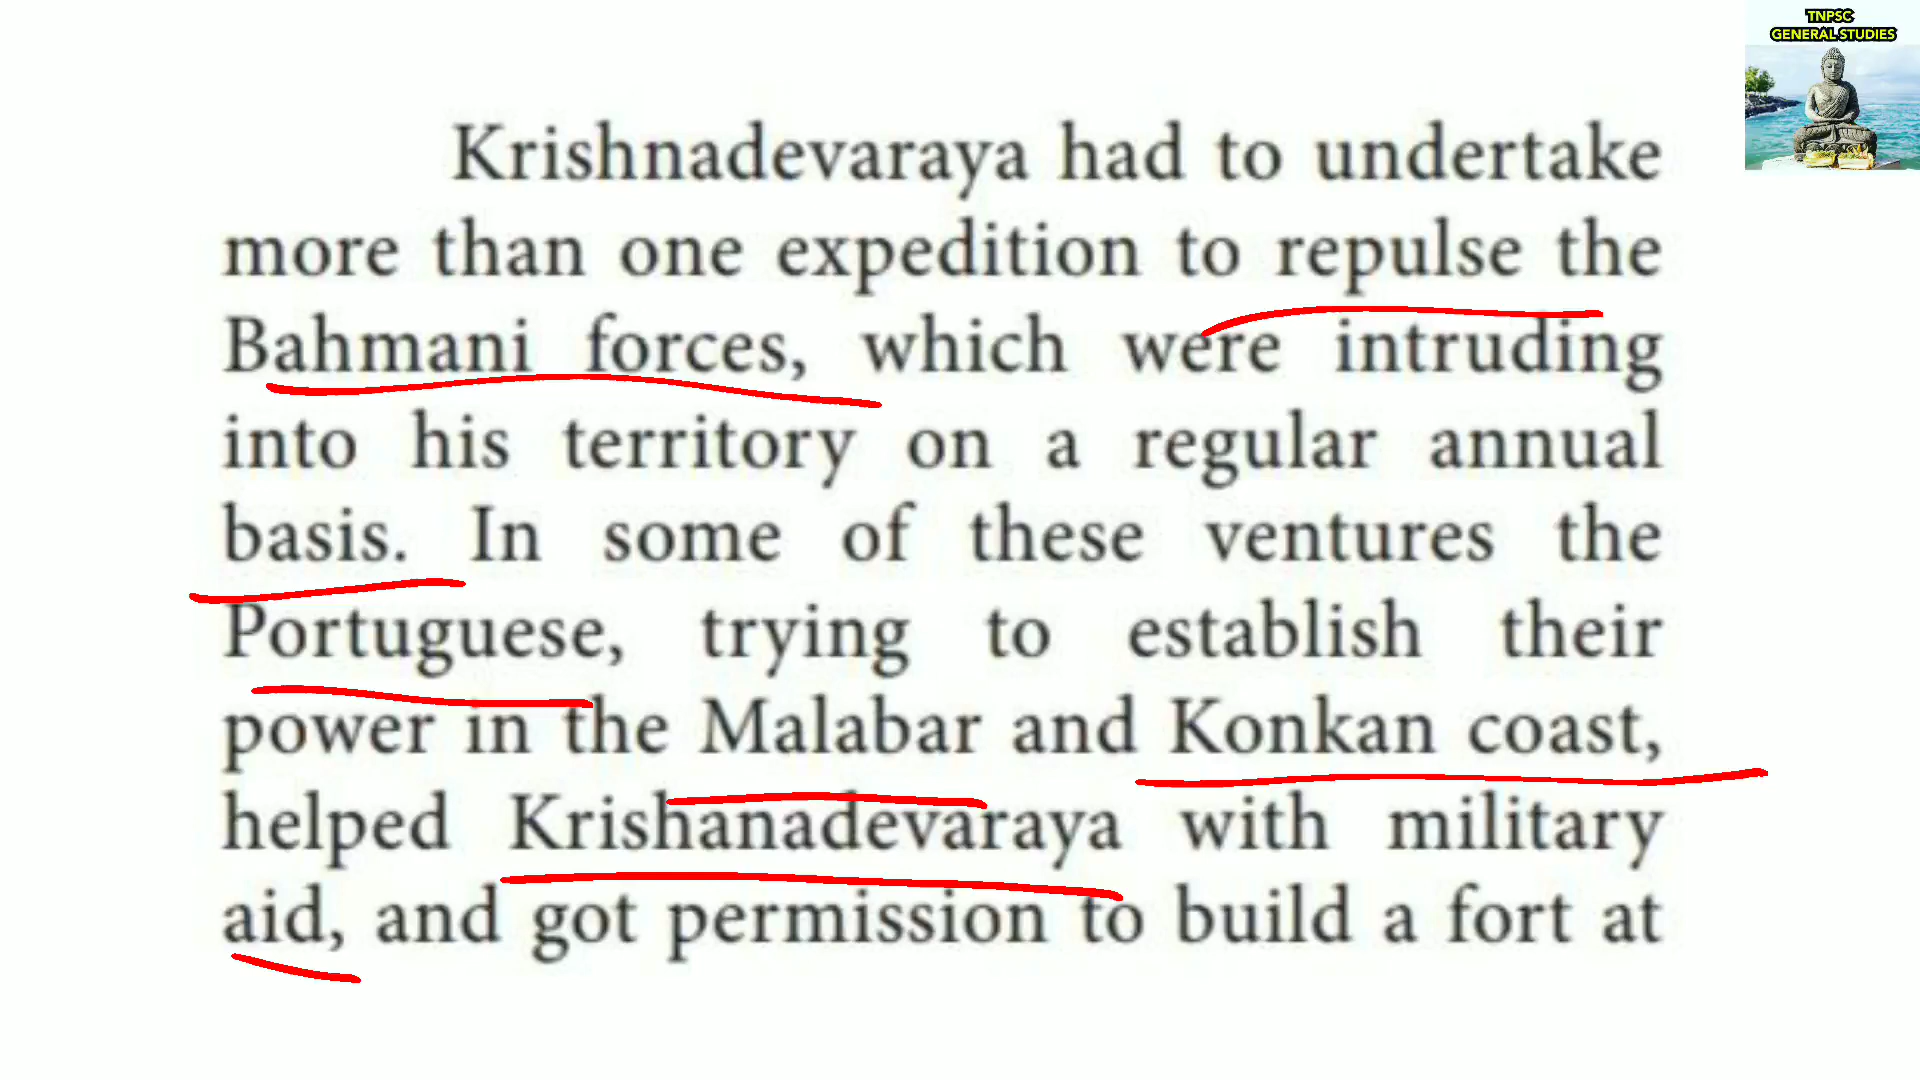 TNPSC
GENERAL STUDIES
Krishnadevaraya had to undertake
more than one expedition to repulse the
Bahmani forces, which were intruding
into his territory on a regular annual
basis. In some of these ventures the
Portuguese, trying to establish their
power in the Malabar and Konkan coast,
helped Krishanadevaraya with military
aid, and got permission to build a fort at